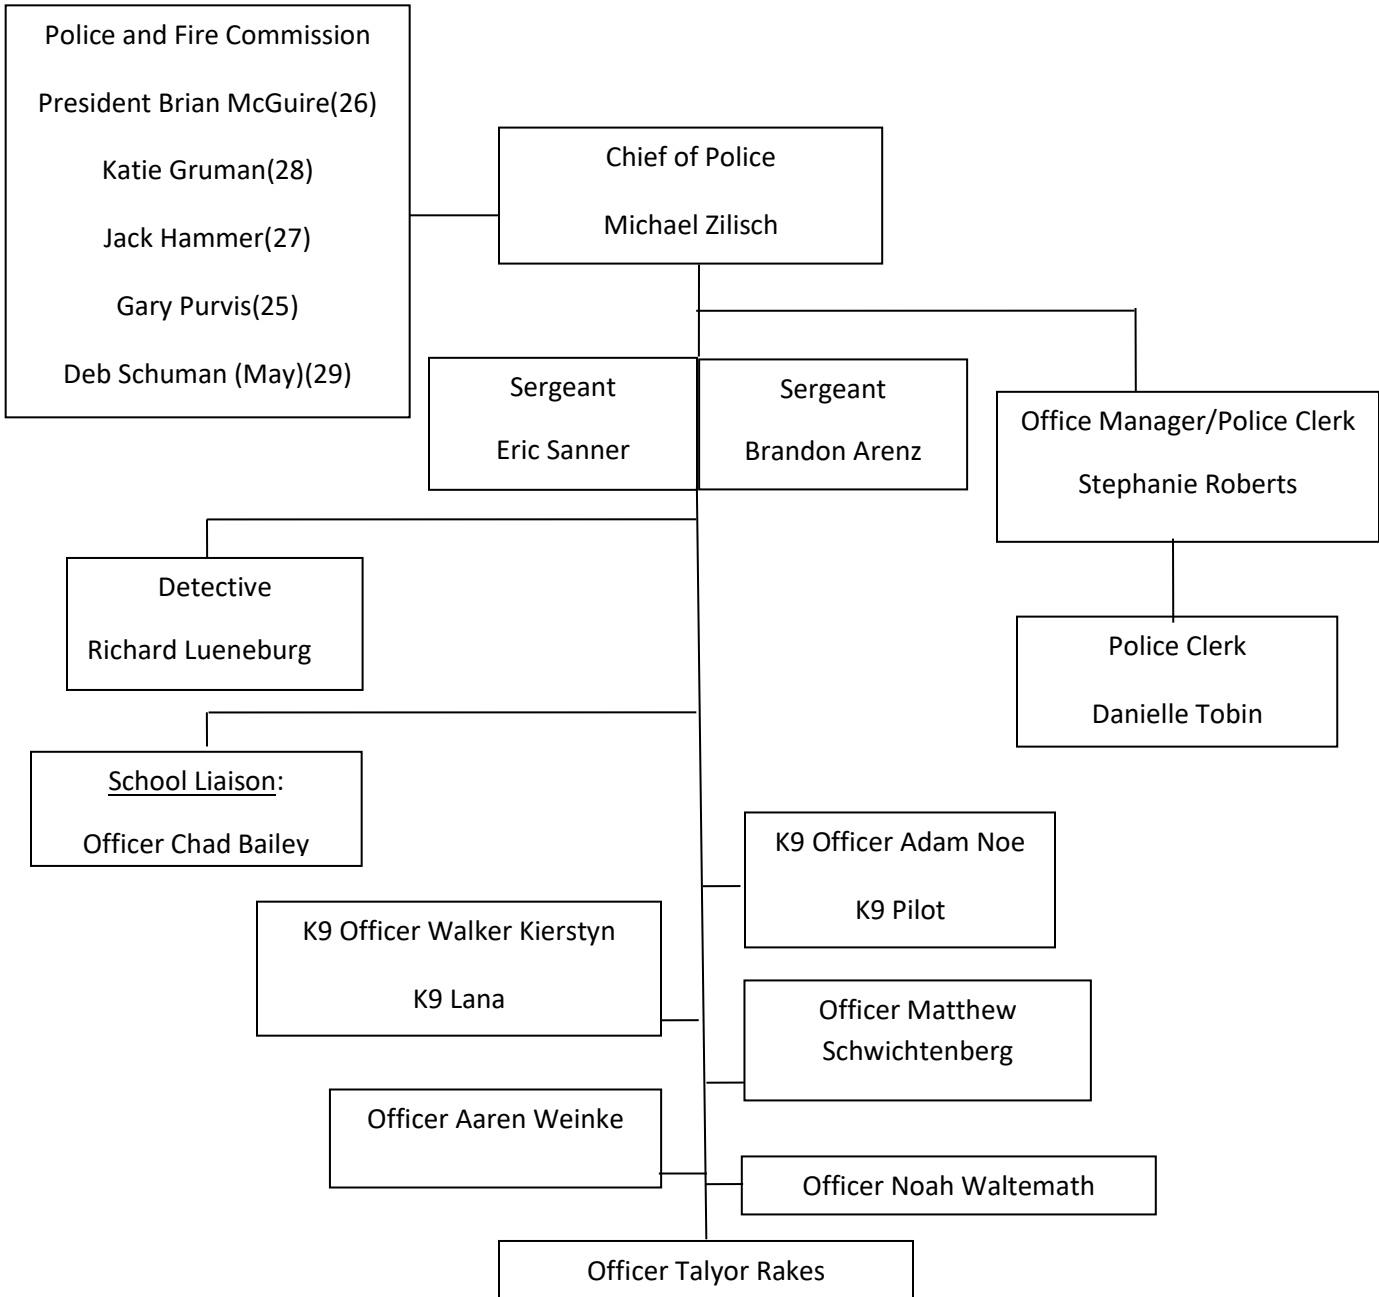 Police and Fire Commission
President Brian McGuire(26)
Katie Gruman(28)
Jack Hammer(27)
Gary Purvis(25)
Deb Schuman (May)(29)
Chief of Police
Michael Zilisch
Sergeant
Eric Sanner
Sergeant
Brandon Arenz
Office Manager/Police Clerk
Stephanie Roberts
Detective
Richard Lueneburg
Police Clerk
Danielle Tobin
School Liaison:
Officer Chad Bailey
K9 Officer Adam Noe
K9 Pilot
K9 Officer Walker Kierstyn
K9 Lana
Officer Matthew
Schwichtenberg
Officer Aaren Weinke
Officer Noah Waltemath
Officer Talyor Rakes